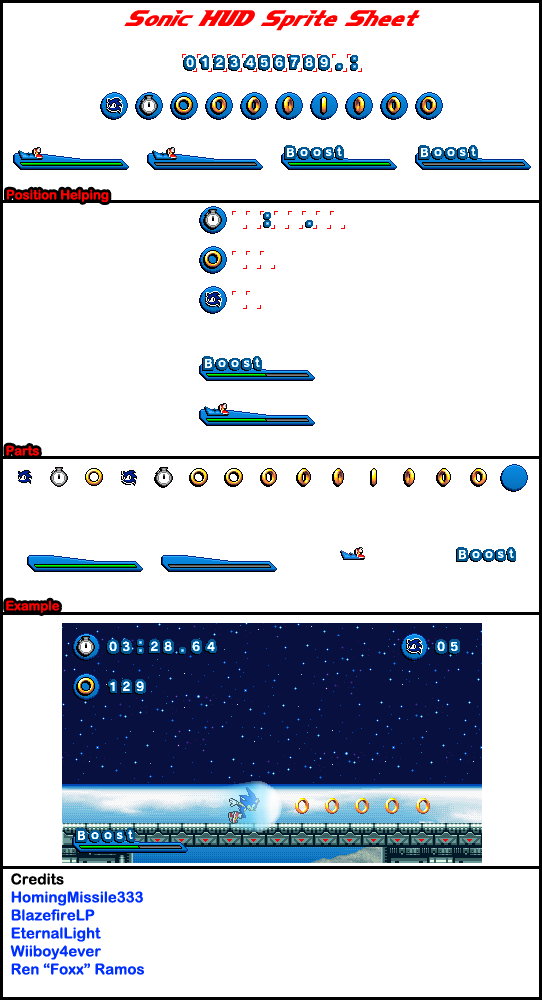 Sonic HUD Sprite Sheet
0123456789.:
Boost Boost
Position Helping
: .
Boost
Parts
Boost
Example
03:28.64 05
129
Boost
Credits
HomingMissile333
BlazefireLP
EternalLight
Wiiboy4ever
Ren “Foxx” Ramos